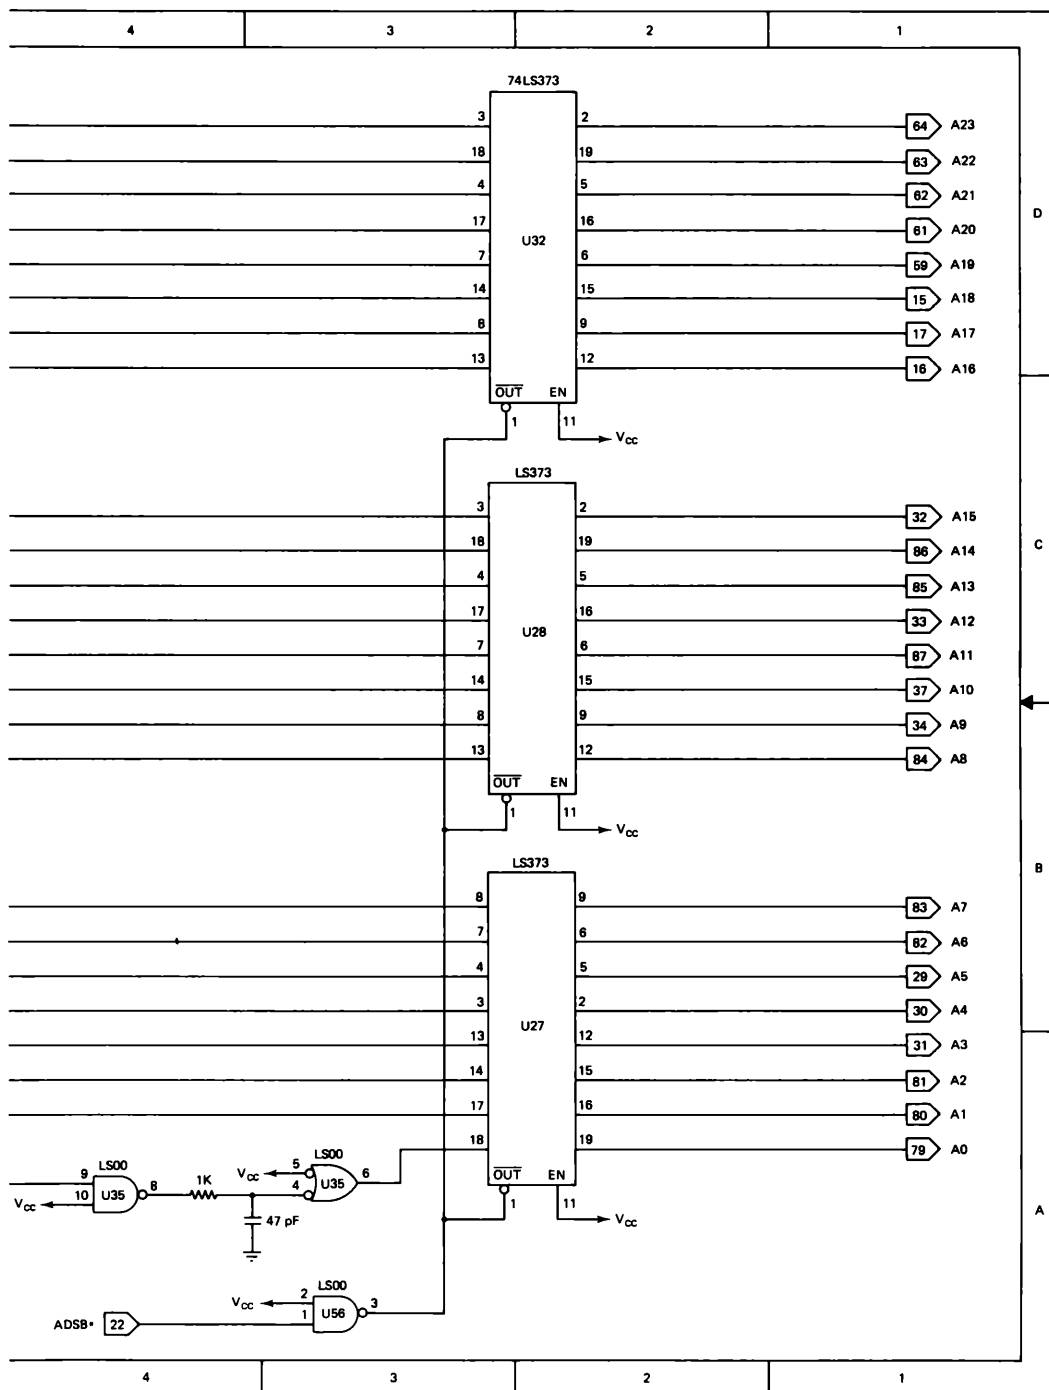 4 3 2 1
74LS373
3 2 64 A23
18 19 63 A22
4 5 62 A21
17 16 61 A20
U32
7 6 59 A19
14 15 15 A18
8 9 17 A17
13 12 16 A16
OUT EN
1 11 VCC
D
LS373
3 2 32 A15
18 19 86 A14
4 5 85 A13
17 16 33 A12
U28
7 6 87 A11
14 15 37 A10
8 9 34 A9
13 12 84 A8
OUT EN
1 11 VCC
C
LS373
8 9 83 A7
7 6 82 A6
4 5 29 A5
3 2 30 A4
U27
13 12 31 A3
14 15 81 A2
17 16 80 A1
18 19 79 A0
OUT EN
1 11 VCC
B
LS00
9
10 U35 8
VCC
1K
47 pF
LS00
VCC 5
4 U35 6
A
LS00
VCC 2
1 U56 3
ADSB* 22
4 3 2 1